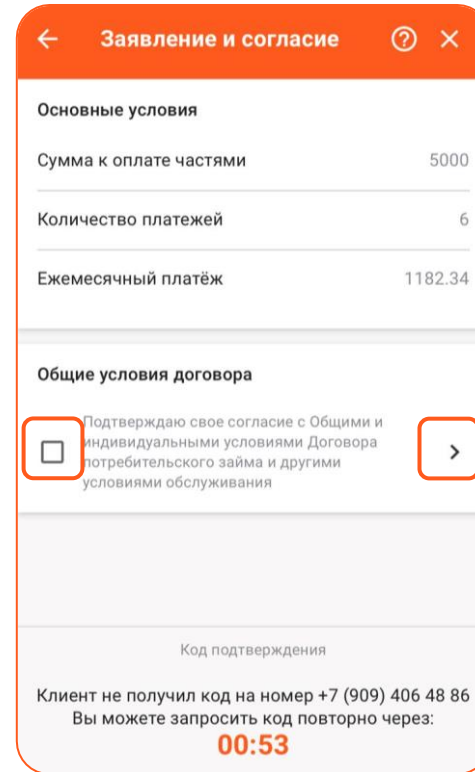 Заявление и согласие
Основные условия
Сумма к оплате частями 5000
Количество платежей 6
Ежемесячный платёж 1182.34
Общие условия договора
Подтверждаю свое согласие с Общими и
индивидуальными условиями Договора
потребительского займа и другими
условиями обслуживания
Код подтверждения
Клиент не получил код на номер +7 (909) 406 48 86
Вы можете запросить код повторно через:
00:53